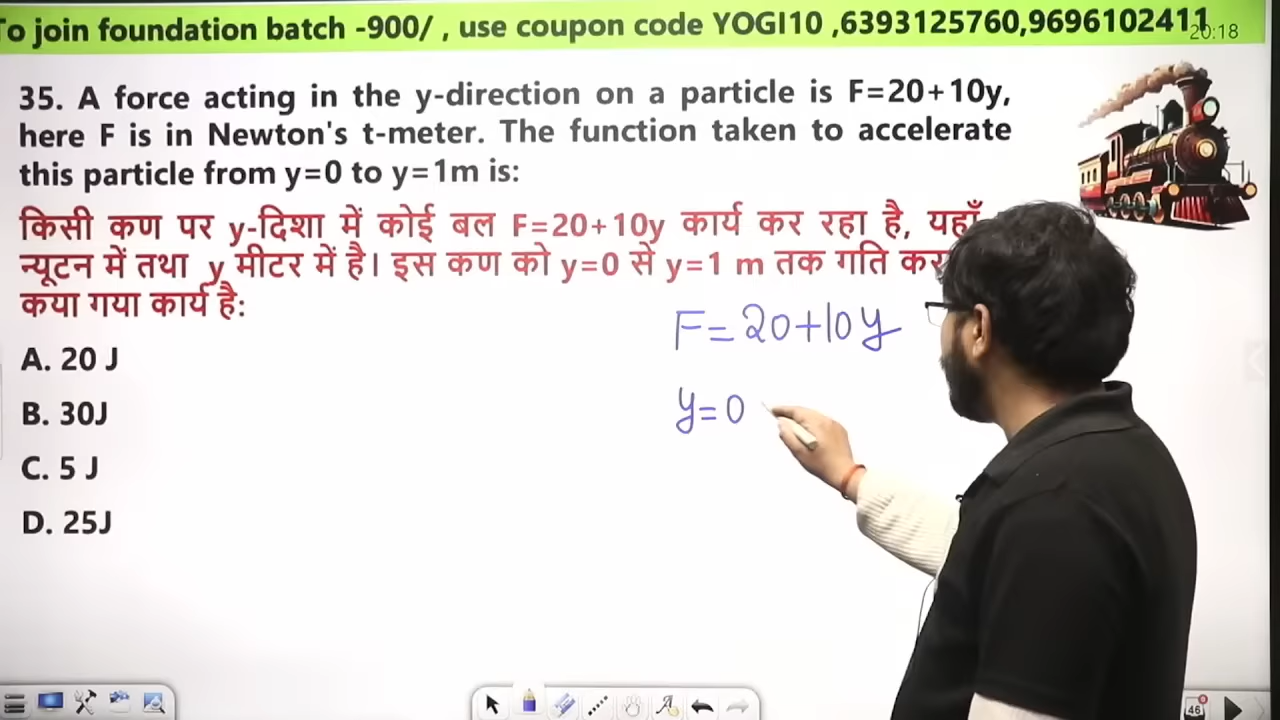 To join foundation batch -900/ , use coupon code YOGI10 ,6393125760,9696102411
20:18
35. A force acting in the y-direction on a particle is F=20+10y,
here F is in Newton's t-meter. The function taken to accelerate
this particle from y=0 to y=1m is:
किसी कण पर y-दिशा में कोई बल F=20+10y कार्य कर रहा है, यहाँ
न्यूटन में तथा y मीटर में है। इस कण को y=0 से y=1 m तक गति कर
कया गया कार्य है:
F=20+10y
y=0
A. 20 J
B. 30J
C. 5 J
D. 25J
46